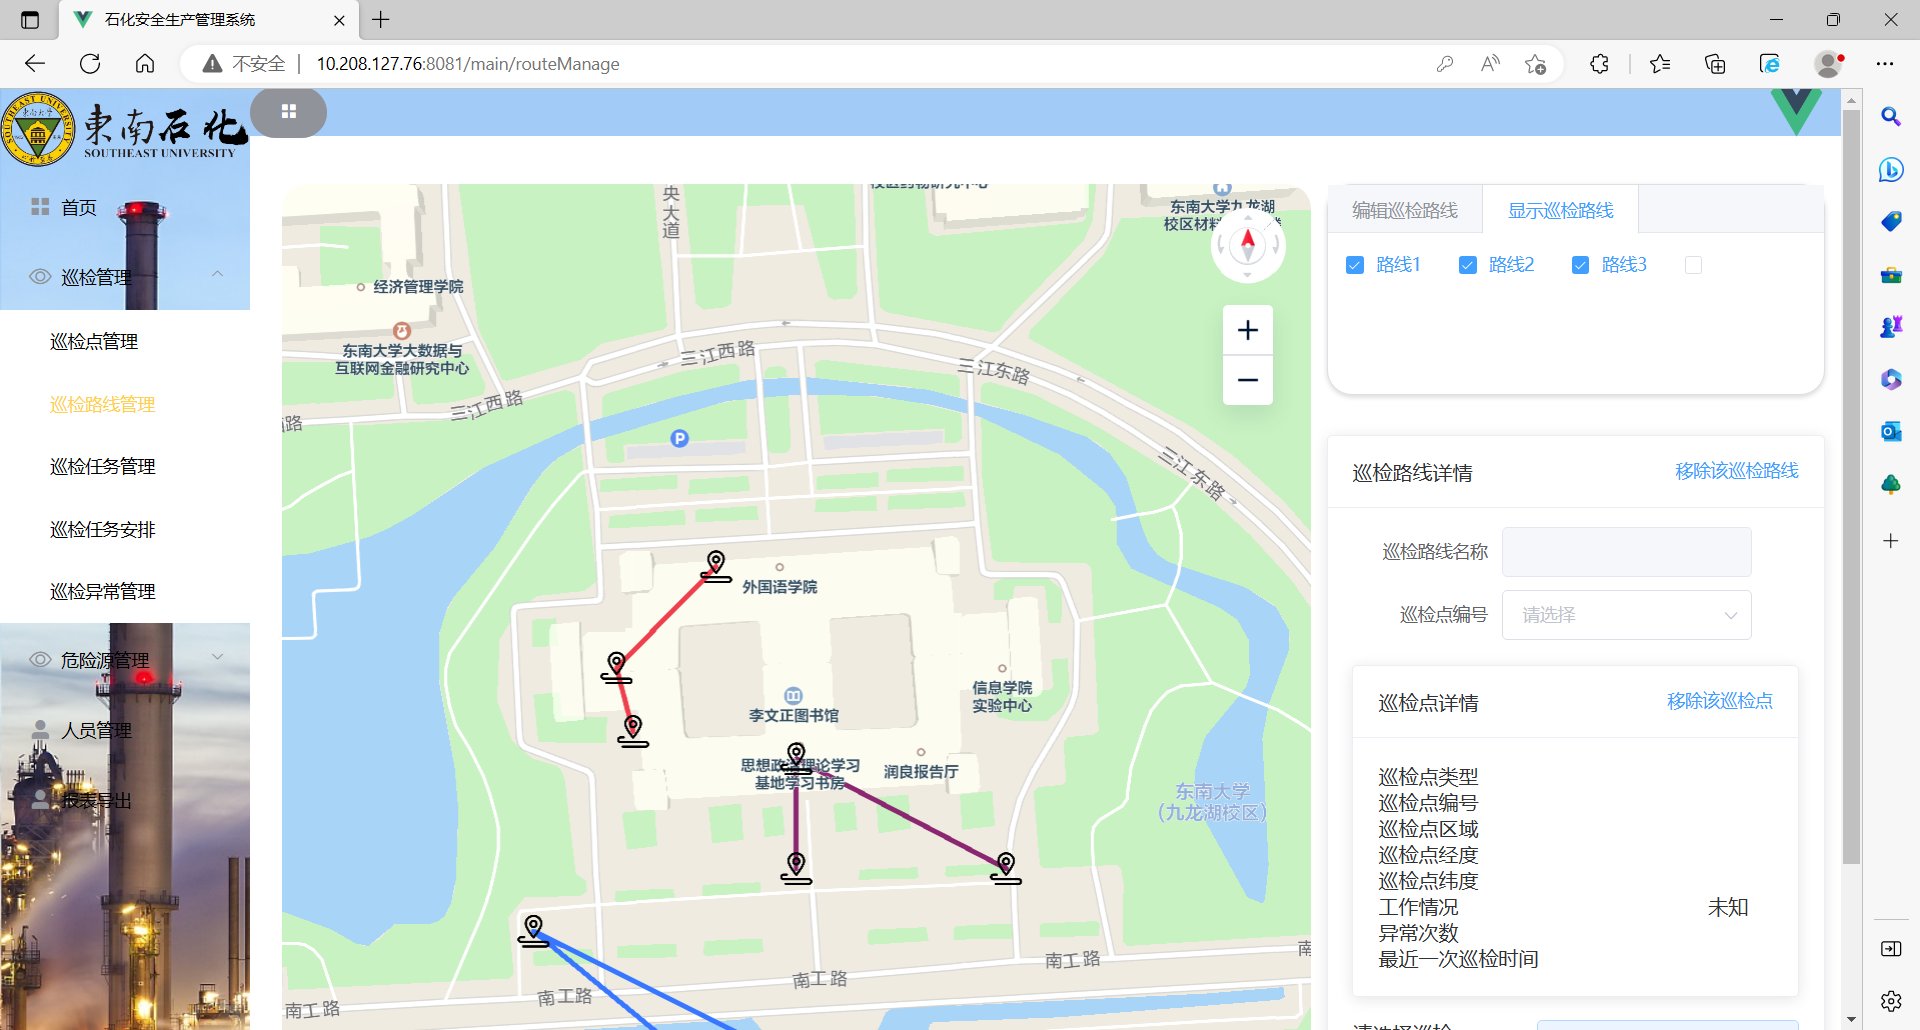 石化安全生产管理系统
不安全
10.208.127.76:8081/main/routeManage
東南石化
SOUTHEAST UNIVERSITY
首页
巡检管理
巡检点管理
巡检路线管理
巡检任务管理
巡检任务安排
巡检异常管理
危险源管理
人员管理
报表导出
央大道
东南大学九龙湖
经济管理学院
东南大学大数据与
互联网金融研究中心
三江西路
三江西路
三江东路
三江东路
路
P
外国语学院
李文正图书馆
信息学院
实验中心
思想政治理论学习
基地学习书房
润良报告厅
东南大学
(九龙湖校区)
南工路
南工路
南工路
南工路
南
编辑巡检路线
显示巡检路线
路线1
路线2
路线3
巡检路线详情
移除该巡检路线
巡检路线名称
巡检点编号
请选择
巡检点详情
移除该巡检点
巡检点类型
巡检点编号
巡检点区域
巡检点经度
巡检点纬度
工作情况
未知
异常次数
最近一次巡检时间